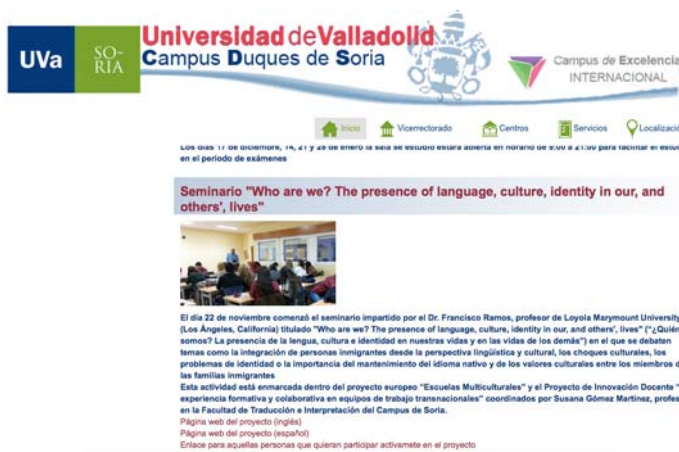 UVa
SO-
RIA
Universidad de Valladolid
Campus Duques de Soria
Campus de Excelencia
INTERNACIONAL
Inicio
Vicerrectorado
Centros
Servicios
Localizació
Los días 17 de diciembre, 14, 21 y 28 de enero la sala de estudio estará abierta en horario de 9:00 a 21:00 para facilitar el estud
en el periodo de exámenes
Seminario "Who are we? The presence of language, culture, identity in our, and
others', lives"
El día 22 de noviembre comenzó el seminario impartido por el Dr. Francisco Ramos, profesor de Loyola Marymount University
(Los Ángeles, California) titulado "Who are we? The presence of language, culture, identity in our, and others', lives" ("¿Quién
somos? La presencia de la lengua, cultura e identidad en nuestras vidas y en las vidas de los demás") en el que se debaten
temas como la integración de personas inmigrantes desde la perspectiva lingüística y cultural, los choques culturales, los
problemas de identidad o la importancia del mantenimiento del idioma nativo y de los valores culturales entre los miembros d
las familias inmigrantes
Esta actividad está enmarcada dentro del proyecto europeo "Escuelas Multiculturales" y el Proyecto de Innovación Docente "
experiencia formativa y colaborativa en equipos de trabajo transnacionales" coordinados por Susana Gómez Martínez, profes
en la Facultad de Traducción e Interpretación del Campus de Soria.
Página web del proyecto (inglés)
Página web del proyecto (español)
Enlace para aquellas personas que quieran participar activamete en el proyecto